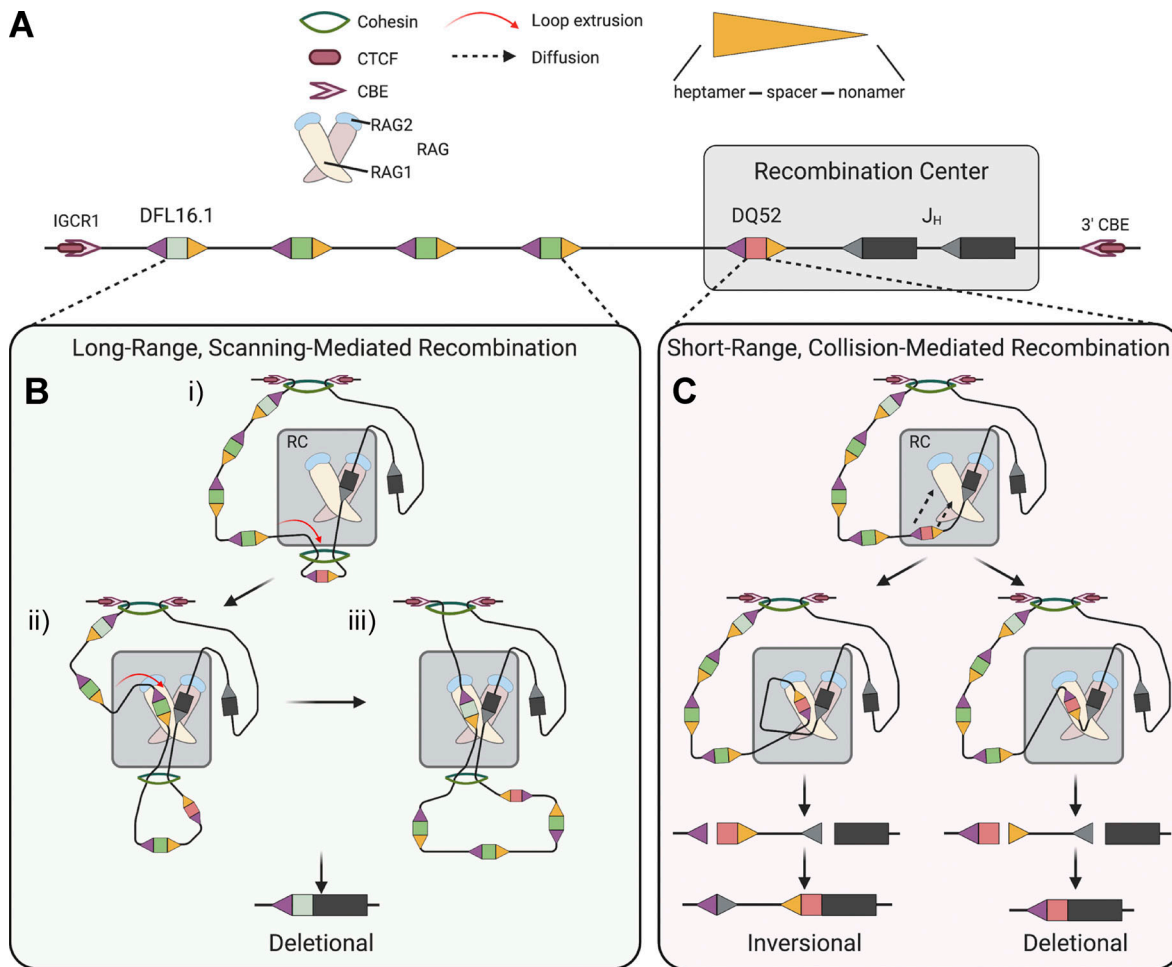 A
Cohesin
CTCF
CBE
RAG2
RAG
RAG1
Loop extrusion
Diffusion
heptamer — spacer — nonamer
Recombination Center
IGCR1
DFL16.1
DQ52
JH
3' CBE
Long-Range, Scanning-Mediated Recombination
B
i)
RC
ii)
iii)
Deletional
Short-Range, Collision-Mediated Recombination
C
RC
Inversional
Deletional